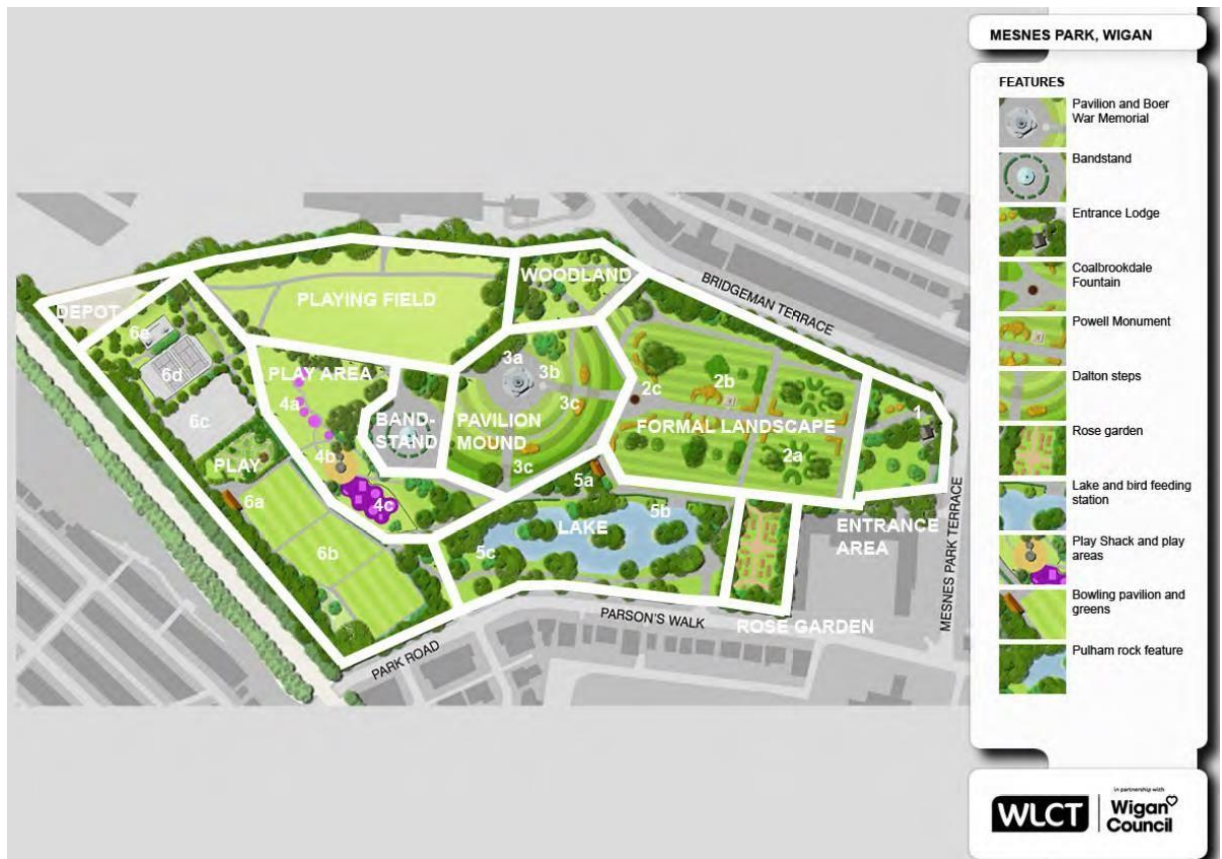 MESNES PARK, WIGAN
FEATURES
Pavilion and Boer
War Memorial
Bandstand
Entrance Lodge
Coalbrookdale
Fountain
Powell Monument
Dalton steps
Rose garden
Lake and bird feeding
station
Play Shack and play
areas
Bowling pavilion and
greens
Pulham rock feature
in partnership with
WLCT
Wigan
Council
WOODLAND
BRIDGEMAN TERRACE
PLAYING FIELD
DEPOT
6e
6d
6c
PLAY AREA
4a
3a
3b
3c
2c
2b
1
BAND-
STAND
PAVILION
MOUND
FORMAL LANDSCAPE
2a
4b
3c
PLAY
6a
4c
5a
5b
LAKE
ENTRANCE
AREA
6b
5c
MESNES PARK TERRACE
PARSON'S WALK
ROSE GARDEN
PARK ROAD